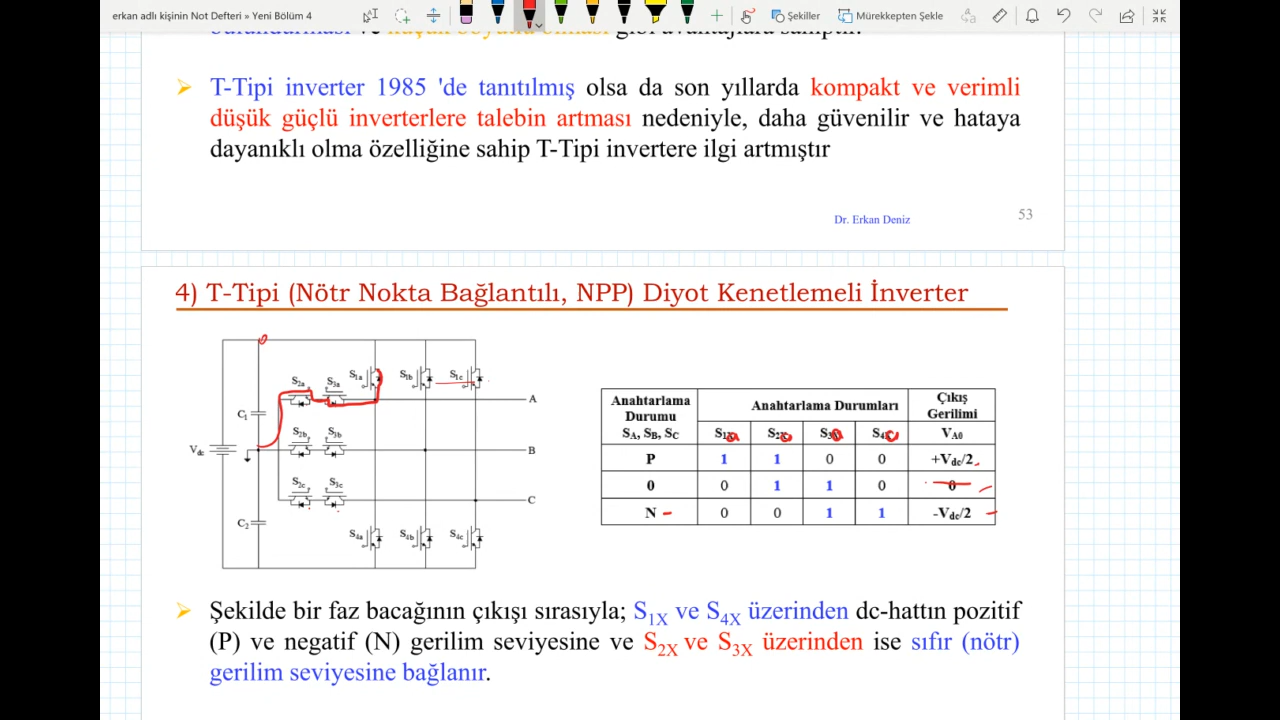 erkan adlı kişinin Not Defteri » Yeni Bölüm 4
Şekiller
Mürekkepten Şekle
T-Tipi inverter 1985 'de tanıtılmış olsa da son yıllarda kompakt ve verimli
düşük güçlü inverterlere talebin artması nedeniyle, daha güvenilir ve hataya
dayanıklı olma özelliğine sahip T-Tipi invertere ilgi artmıştır
Dr. Erkan Deniz
53
4) T-Tipi (Nötr Nokta Bağlantılı, NPP) Diyot Kenetlemeli İnverter
S2a S3a S1a S1b S1c
A
C1
S2b S3b
Vdc
B
S2c S3c
C
C2
S4a S4b S4c
Anahtarlama Durumu SA, SB, SC
Anahtarlama Durumları
Çıkış Gerilimi
S1X S2X S3X S4X VA0
P 1 1 0 0 +Vdc/2
0 0 1 1 0 0
N 0 0 1 1 -Vdc/2
Şekilde bir faz bacağının çıkışı sırasıyla; S1X ve S4X üzerinden dc-hattın pozitif
(P) ve negatif (N) gerilim seviyesine ve S2X ve S3X üzerinden ise sıfır (nötr)
gerilim seviyesine bağlanır.